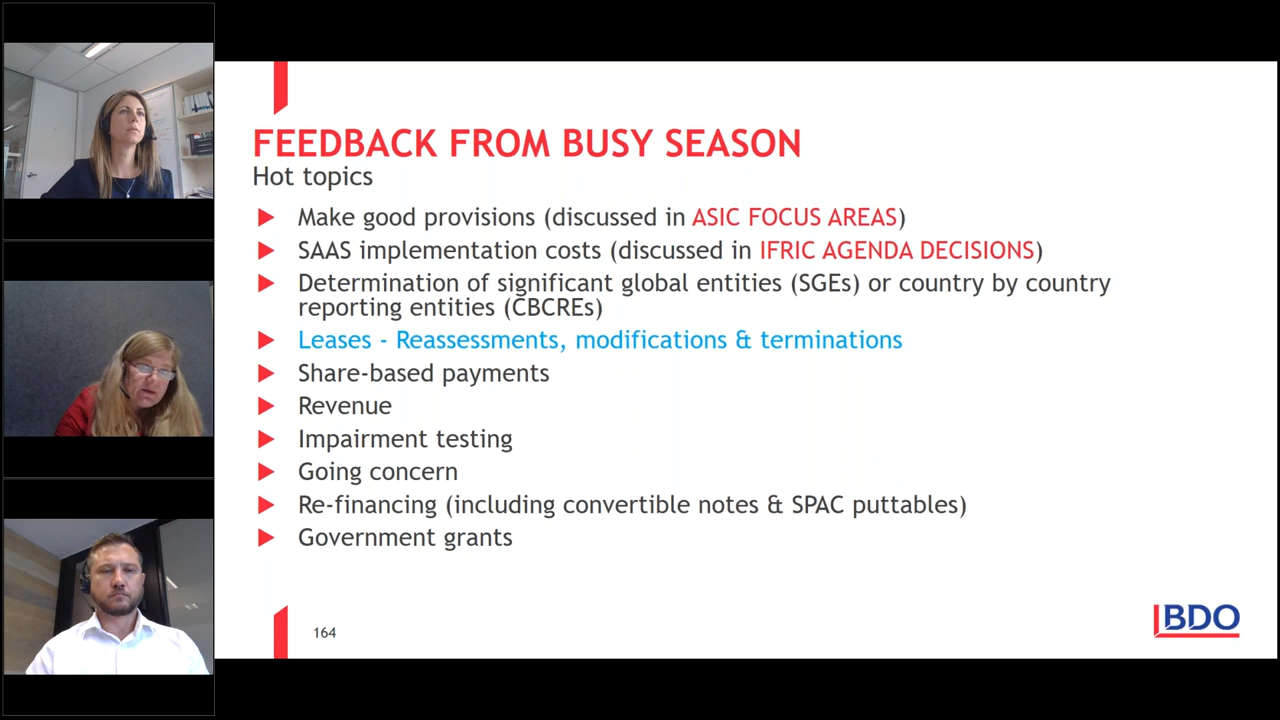 FEEDBACK FROM BUSY SEASON
Hot topics
Make good provisions (discussed in ASIC FOCUS AREAS)
SAAS implementation costs (discussed in IFRIC AGENDA DECISIONS)
Determination of significant global entities (SGEs) or country by country
reporting entities (CBCREs)
Leases - Reassessments, modifications & terminations
Share-based payments
Revenue
Impairment testing
Going concern
Re-financing (including convertible notes & SPAC puttables)
Government grants
164
BDO